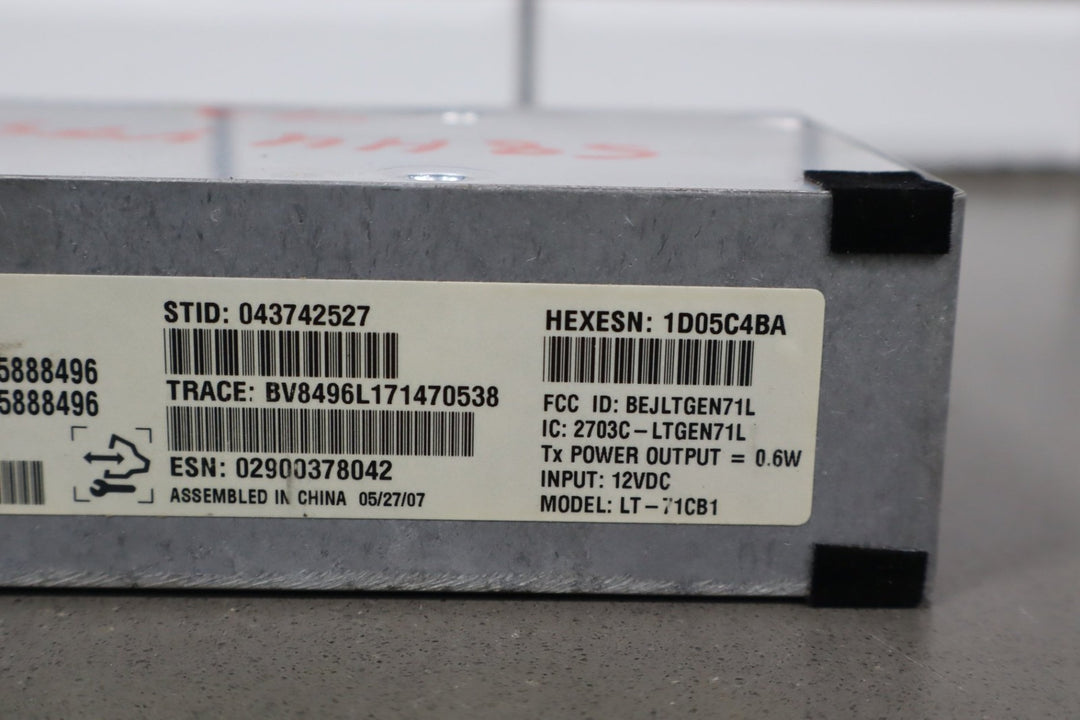 5888496
5888496
STID: 043742527
TRACE: BV8496L171470538
ESN: 02900378042
ASSEMBLED IN CHINA 05/27/07
HEXESN: 1D05C4BA
FCC ID: BEJLTGEN71L
IC: 2703C-LTGEN71L
Tx POWER OUTPUT = 0.6W
INPUT: 12VDC
MODEL: LT-71CB1